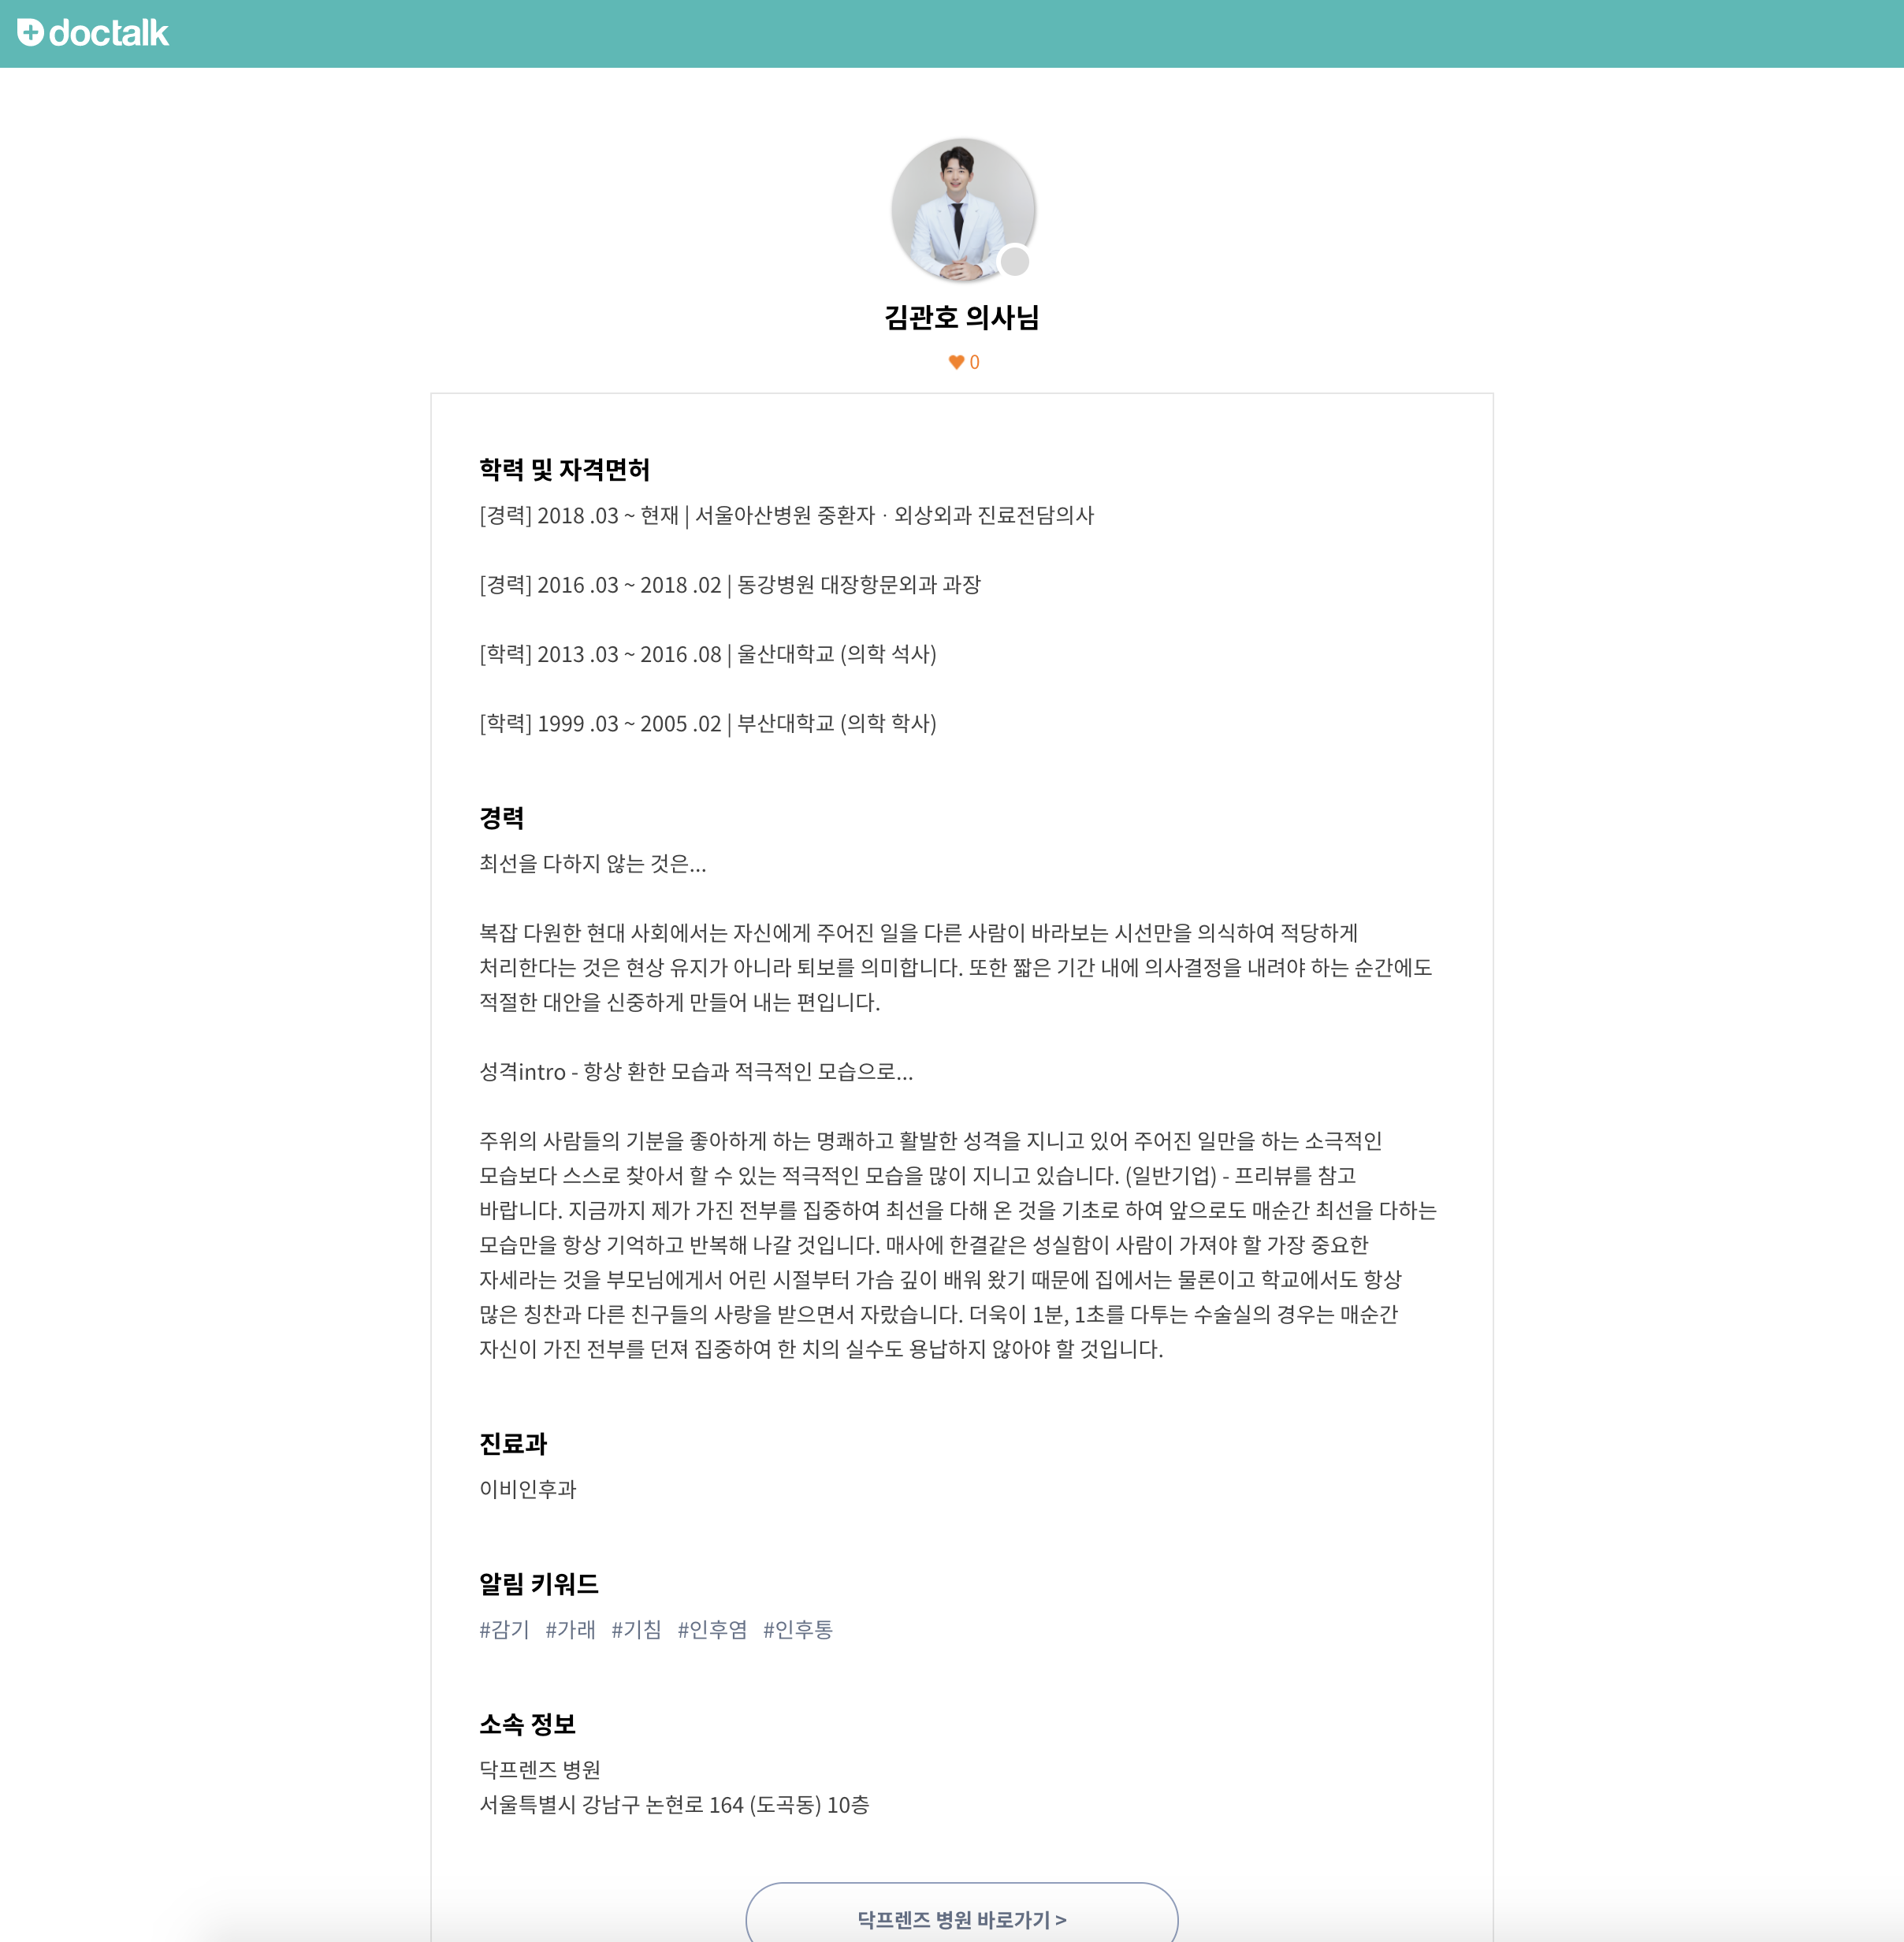 doctalk
김관호 의사님
0
학력 및 자격면허
[경력] 2018 .03 ~ 현재 | 서울아산병원 중환자 · 외상외과 진료전담의사
[경력] 2016 .03 ~ 2018 .02 | 동강병원 대장항문외과 과장
[학력] 2013 .03 ~ 2016 .08 | 울산대학교 (의학 석사)
[학력] 1999 .03 ~ 2005 .02 | 부산대학교 (의학 학사)
경력
최선을 다하지 않는 것은...
복잡 다원한 현대 사회에서는 자신에게 주어진 일을 다른 사람이 바라보는 시선만을 의식하여 적당하게
처리한다는 것은 현상 유지가 아니라 퇴보를 의미합니다. 또한 짧은 기간 내에 의사결정을 내려야 하는 순간에도
적절한 대안을 신중하게 만들어 내는 편입니다.
성격intro - 항상 환한 모습과 적극적인 모습으로...
주위의 사람들의 기분을 좋아하게 하는 명쾌하고 활발한 성격을 지니고 있어 주어진 일만을 하는 소극적인
모습보다 스스로 찾아서 할 수 있는 적극적인 모습을 많이 지니고 있습니다. (일반기업) - 프리뷰를 참고
바랍니다. 지금까지 제가 가진 전부를 집중하여 최선을 다해 온 것을 기초로 하여 앞으로도 매순간 최선을 다하는
모습만을 항상 기억하고 반복해 나갈 것입니다. 매사에 한결같은 성실함이 사람이 가져야 할 가장 중요한
자세라는 것을 부모님에게서 어린 시절부터 가슴 깊이 배워 왔기 때문에 집에서는 물론이고 학교에서도 항상
많은 칭찬과 다른 친구들의 사랑을 받으면서 자랐습니다. 더욱이 1분, 1초를 다투는 수술실의 경우는 매순간
자신이 가진 전부를 던져 집중하여 한 치의 실수도 용납하지 않아야 할 것입니다.
진료과
이비인후과
알림 키워드
#감기 #가래 #기침 #인후염 #인후통
소속 정보
닥프렌즈 병원
서울특별시 강남구 논현로 164 (도곡동) 10층
닥프렌즈 병원 바로가기 >